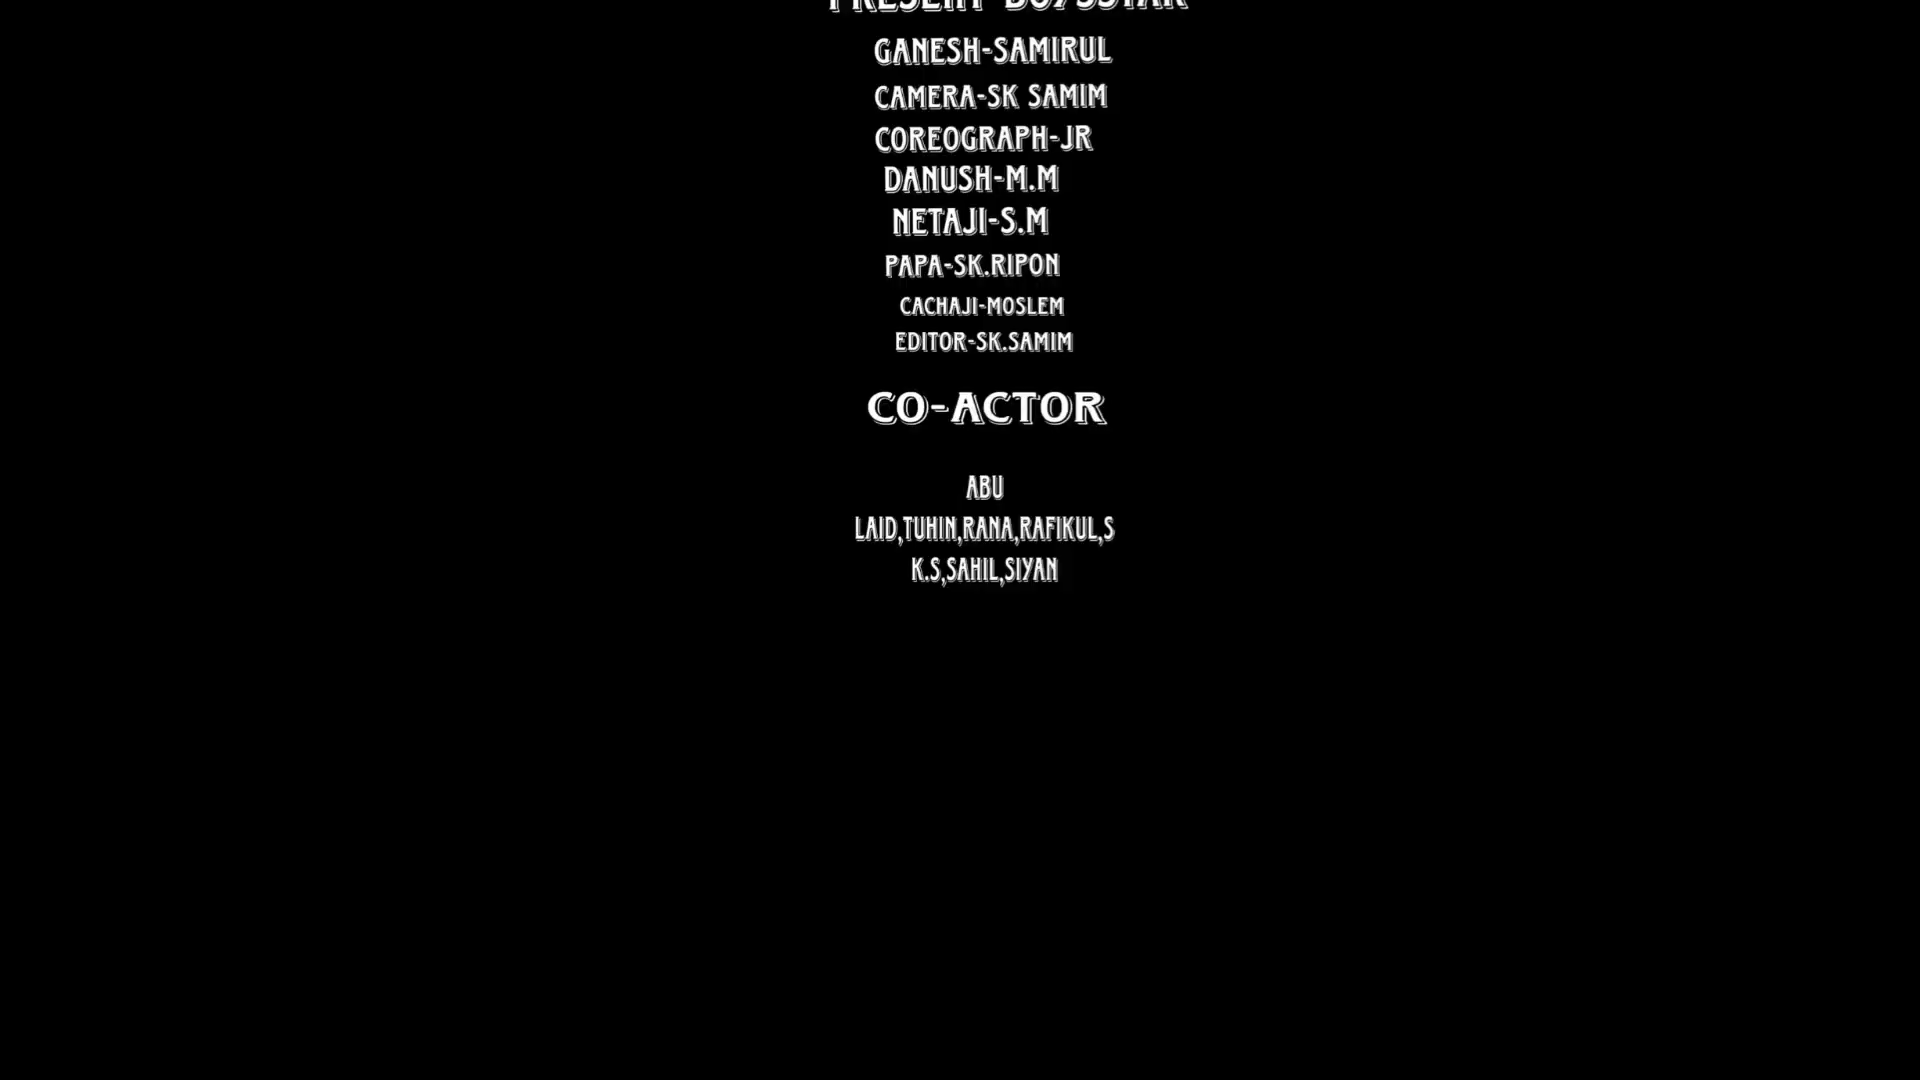 PRESENT
GANESH-SAMIRUL
CAMERA-SK SAMIM
COREOGRAPH-JR
DANUSH-M.M
NETAJI-S.M
PAPA-SK.RIPON
CACHAJI-MOSLEM
EDITOR-SK.SAMIM
CO-ACTOR
ABU
LAID,TUHIN,RANA,RAFIKUL,S
K.S,SAHIL,SIYAN